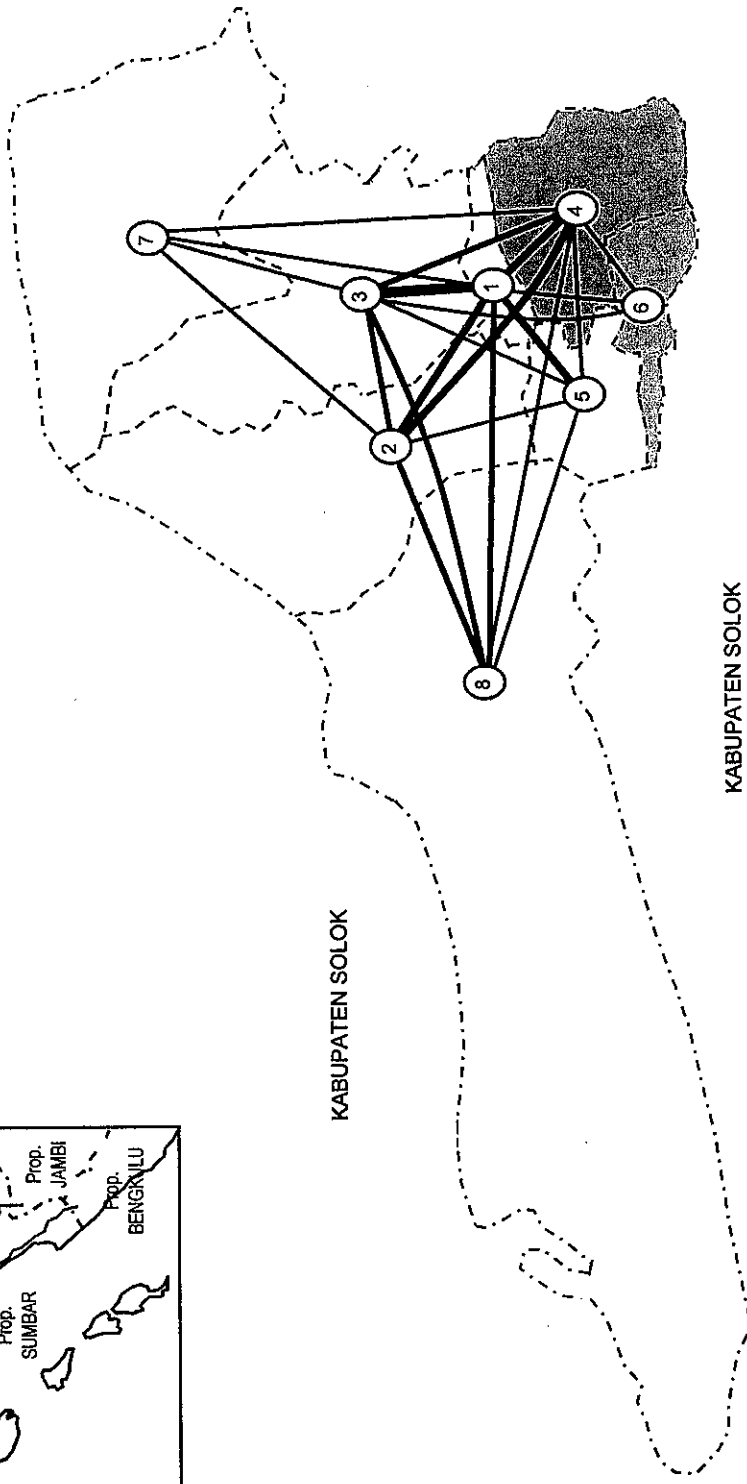 Prop.
JAMBI
Prop.
BENGKULU
Prop.
SUMBAR
KABUPATEN SOLOK
KABUPATEN SOLOK
7
4
3
1
6
2
5
8